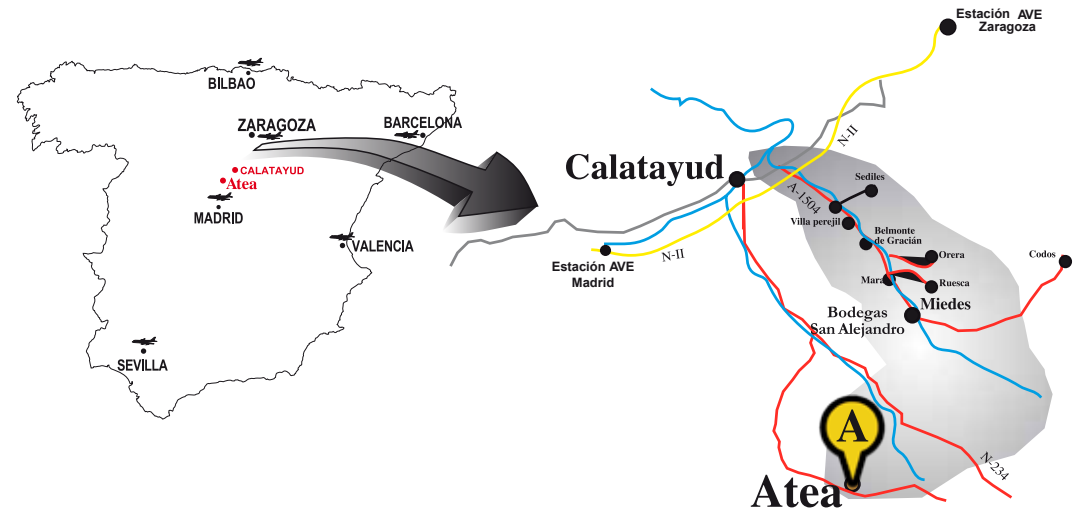 BILBAO
ZARAGOZA
BARCELONA
CALATAYUD
Atea
MADRID
VALENCIA
SEVILLA
Estación AVE
Zaragoza
N-II
Calatayud
Sediles
A-1504
Villa perejil
Belmonte
de Gracián
Orera
Codos
N-II
Estación AVE
Madrid
Mara
Ruesca
Miedes
Bodegas
San Alejandro
A
N-234
Atea